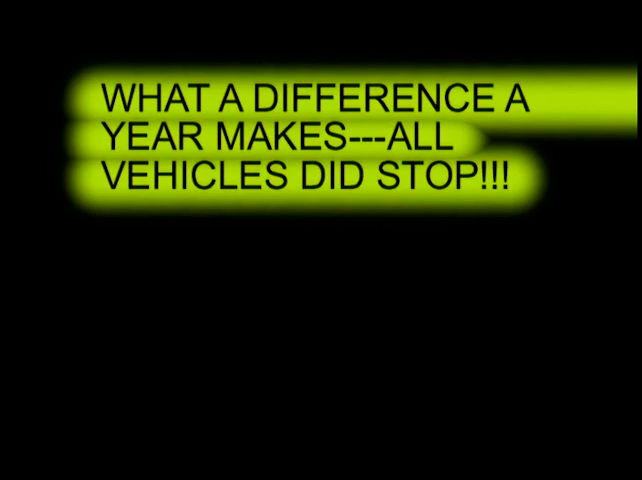 WHAT A DIFFERENCE A
YEAR MAKES---ALL
VEHICLES DID STOP!!!